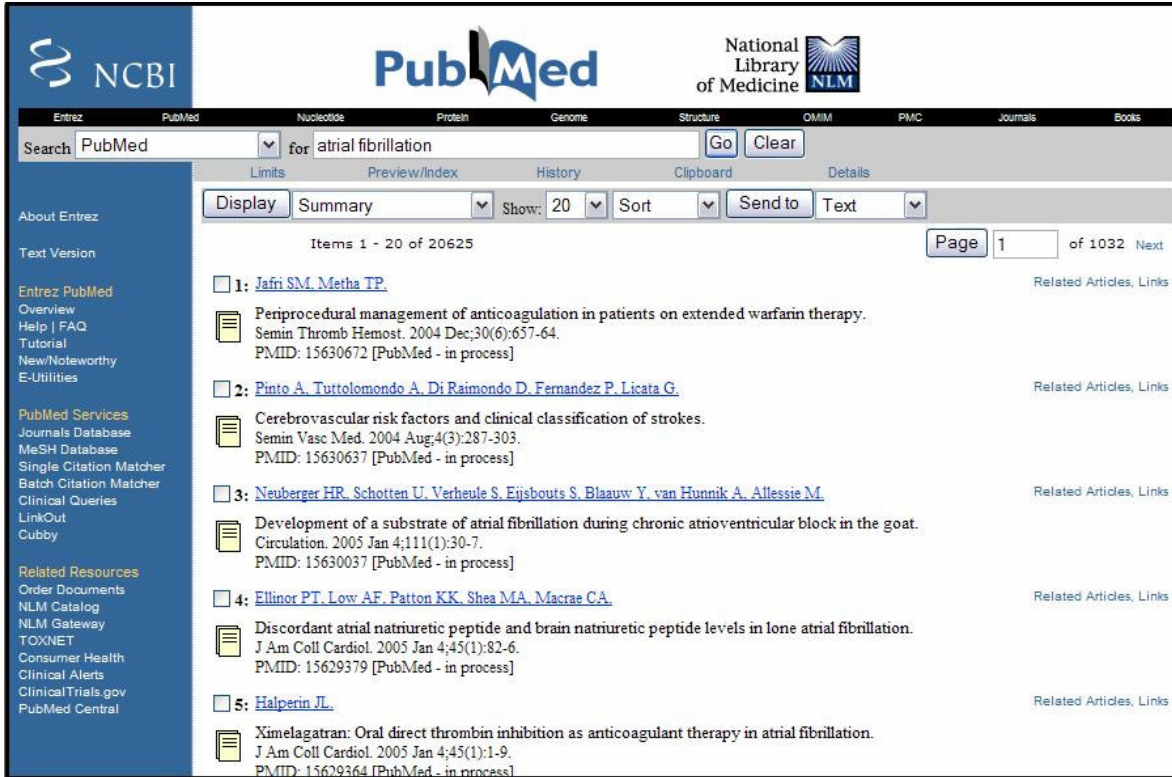 NCBI
PubMed
National
Library
of Medicine NLM
Entrez PubMed Nucleotide Protein Genome Structure OMIM PMC Journals Books
Search PubMed for atrial fibrillation Go Clear
Limits Preview/Index History Clipboard Details
Display Summary Show: 20 Sort Send to Text
Items 1 - 20 of 20625 Page 1 of 1032 Next
About Entrez
Text Version
Entrez PubMed
Overview
Help | FAQ
Tutorial
New/Noteworthy
E-Utilities
PubMed Services
Journals Database
MeSH Database
Single Citation Matcher
Batch Citation Matcher
Clinical Queries
LinkOut
Cubby
Related Resources
Order Documents
NLM Catalog
NLM Gateway
TOXNET
Consumer Health
Clinical Alerts
ClinicalTrials.gov
PubMed Central
1: Jafri SM, Metha TP. Related Articles, Links
Periprocedural management of anticoagulation in patients on extended warfarin therapy.
Semin Thromb Hemost. 2004 Dec;30(6):657-64.
PMID: 15630672 [PubMed - in process]
2: Pinto A, Tuttolomondo A, Di Raimondo D, Fernandez P, Licata G. Related Articles, Links
Cerebrovascular risk factors and clinical classification of strokes.
Semin Vasc Med. 2004 Aug;4(3):287-303.
PMID: 15630637 [PubMed - in process]
3: Neuberger HR, Schotten U, Verheule S, Eijsbouts S, Blaauw Y, van Hunnik A, Allessie M. Related Articles, Links
Development of a substrate of atrial fibrillation during chronic atrioventricular block in the goat.
Circulation. 2005 Jan 4;111(1):30-7.
PMID: 15630037 [PubMed - in process]
4: Ellinor PT, Low AF, Patton KK, Shea MA, Macrae CA. Related Articles, Links
Discordant atrial natriuretic peptide and brain natriuretic peptide levels in lone atrial fibrillation.
J Am Coll Cardiol. 2005 Jan 4;45(1):82-6.
PMID: 15629379 [PubMed - in process]
5: Halperin JL. Related Articles, Links
Ximelagatran: Oral direct thrombin inhibition as anticoagulant therapy in atrial fibrillation.
J Am Coll Cardiol. 2005 Jan 4;45(1):1-9.
PMID: 15629364 [PubMed - in process]